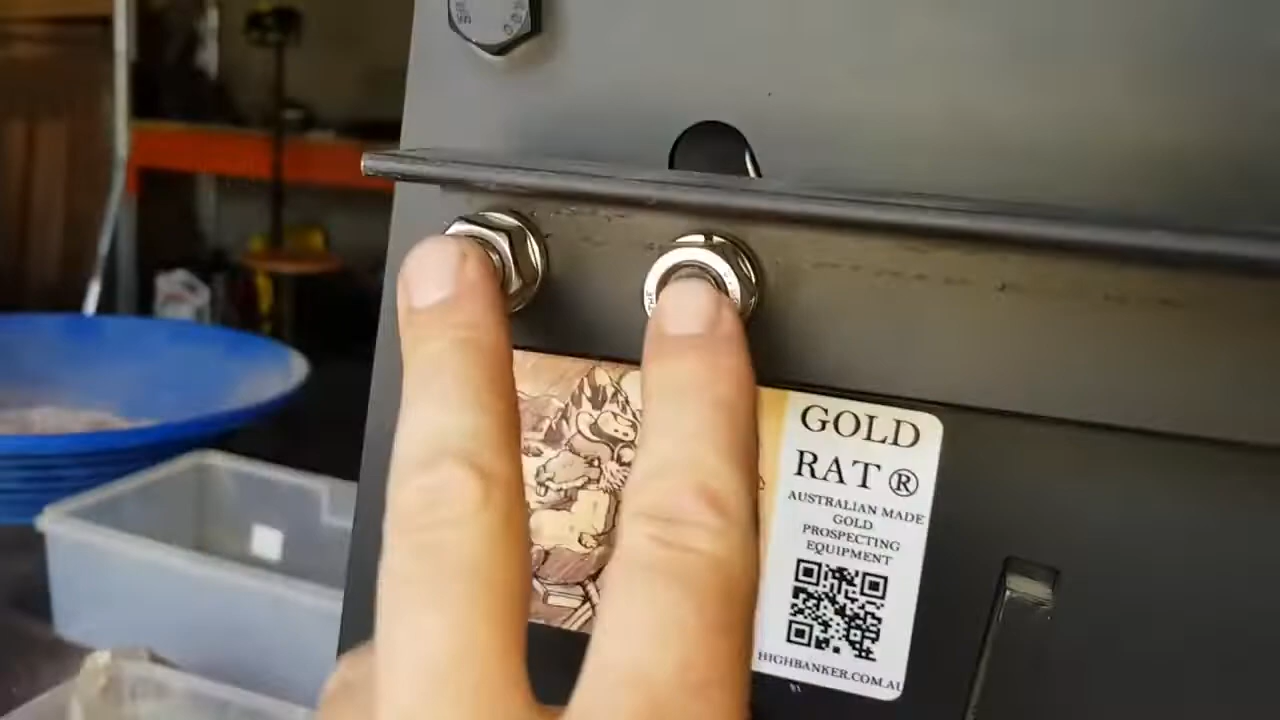 GOLD
RAT ®
AUSTRALIAN MADE
GOLD
PROSPECTING
EQUIPMENT
HIGHBANKER.COM.AU